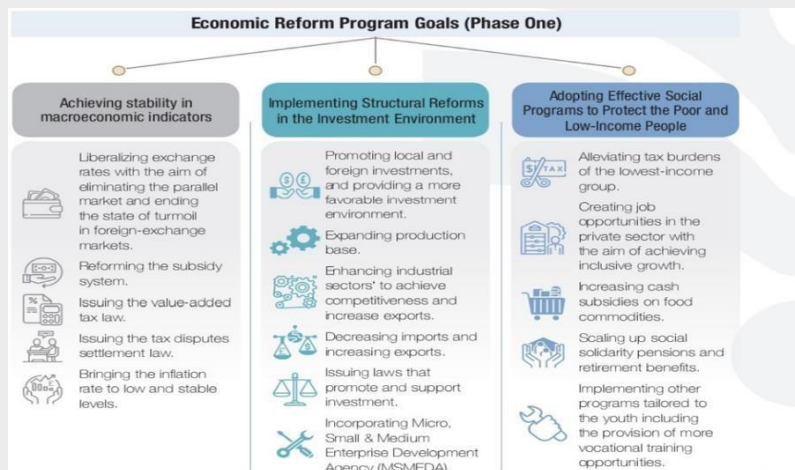 Economic Reform Program Goals (Phase One)
Achieving stability in
macroeconomic indicators
Liberalizing exchange
rates with the aim of
eliminating the parallel
market and ending
the state of turmoil
in foreign-exchange
markets.
Reforming the subsidy
system.
Issuing the value-added
tax law.
Issuing the tax disputes
settlement law.
Bringing the inflation
rate to low and stable
levels.
Implementing Structural Reforms
in the Investment Environment
Promoting local and
foreign investments,
and providing a more
favorable investment
environment.
Expanding production
base.
Enhancing industrial
sectors' to achieve
competitiveness and
increase exports.
Decreasing imports and
increasing exports.
Issuing laws that
promote and support
investment.
Incorporating Micro,
Small & Medium
Enterprise Development
Agency (MSMEDA)
Adopting Effective Social
Programs to Protect the Poor and
Low-Income People
TAX
Alleviating tax burdens
of the lowest-income
group.
Creating job
opportunities in the
private sector with
the aim of achieving
inclusive growth.
Increasing cash
subsidies on food
commodities.
Scaling up social
solidarity pensions and
retirement benefits.
Implementing other
programs tailored to
the youth including
the provision of more
vocational training
opportunities.